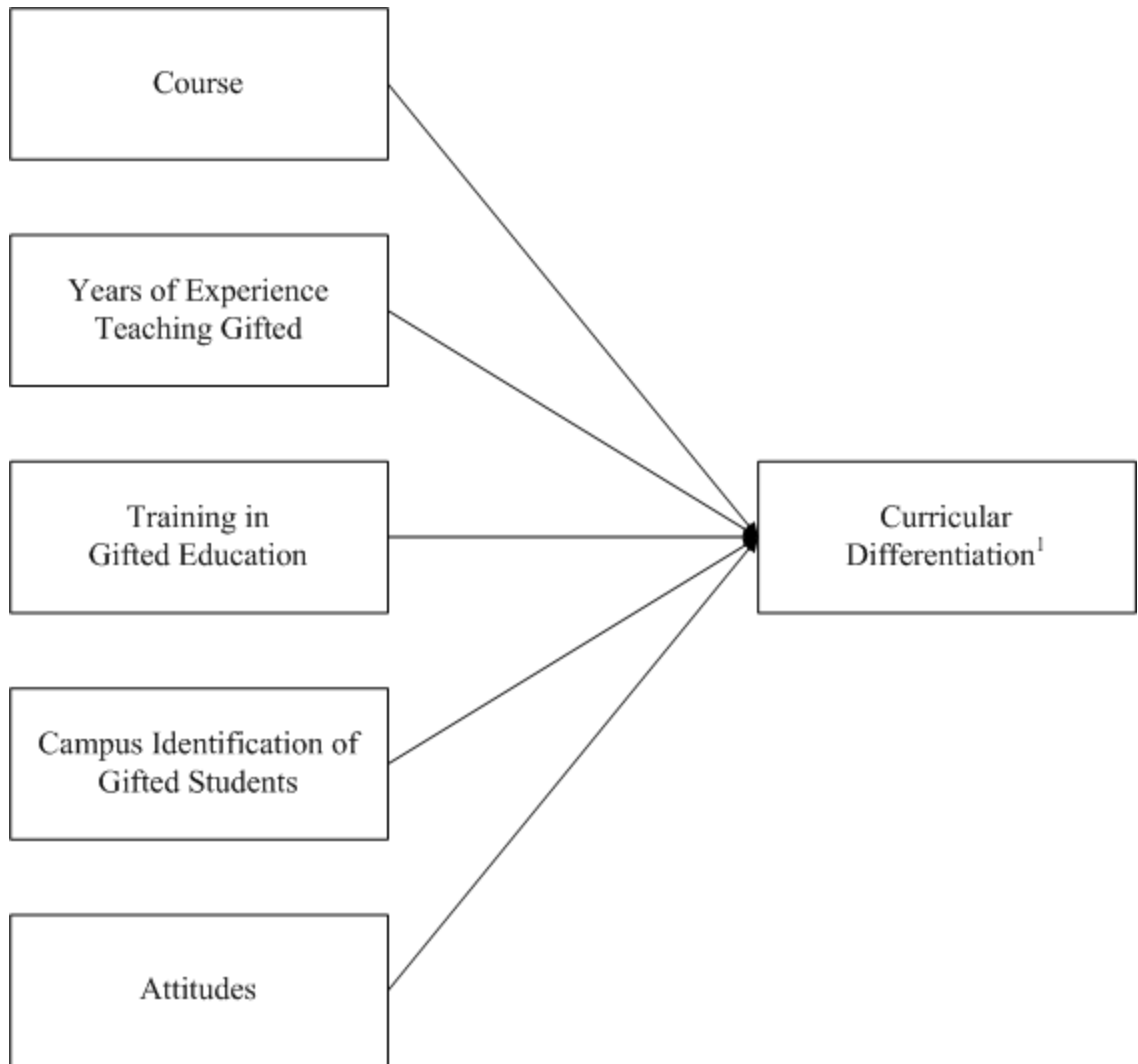 Course
Years of Experience
Teaching Gifted
Training in
Gifted Education
Curricular
Differentiation¹
Campus Identification of
Gifted Students
Attitudes